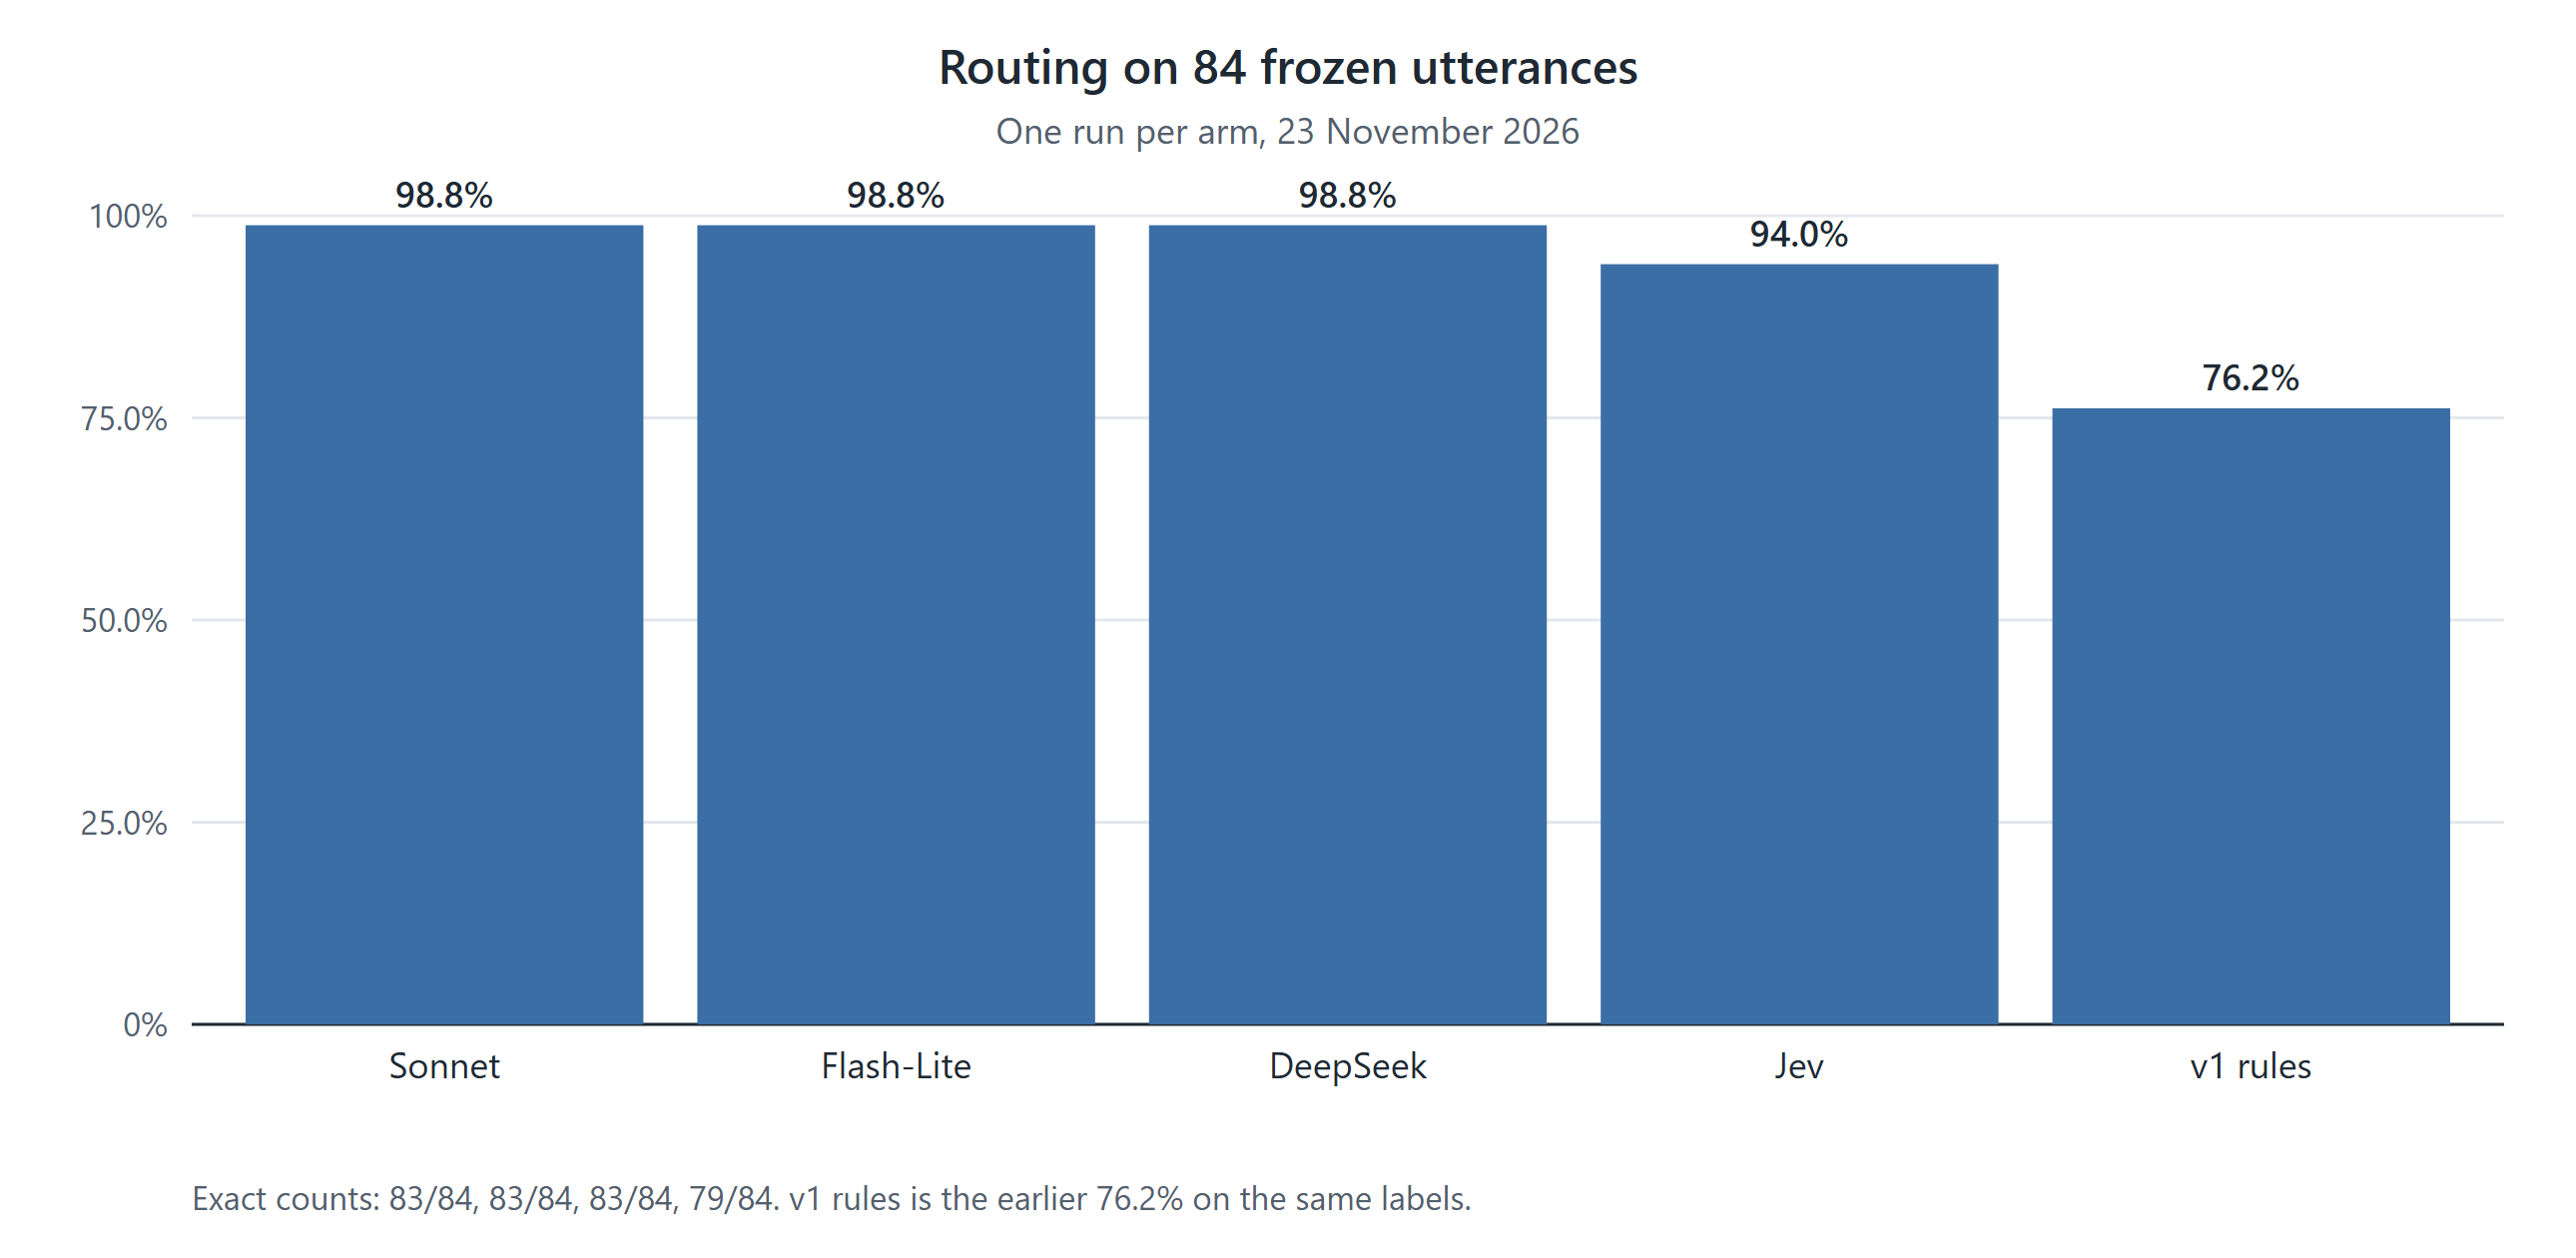 Routing on 84 frozen utterances
One run per arm, 23 November 2026
98.8%
98.8%
98.8%
94.0%
76.2%
100%
75.0%
50.0%
25.0%
0%
Sonnet
Flash-Lite
DeepSeek
Jev
v1 rules
Exact counts: 83/84, 83/84, 83/84, 79/84. v1 rules is the earlier 76.2% on the same labels.